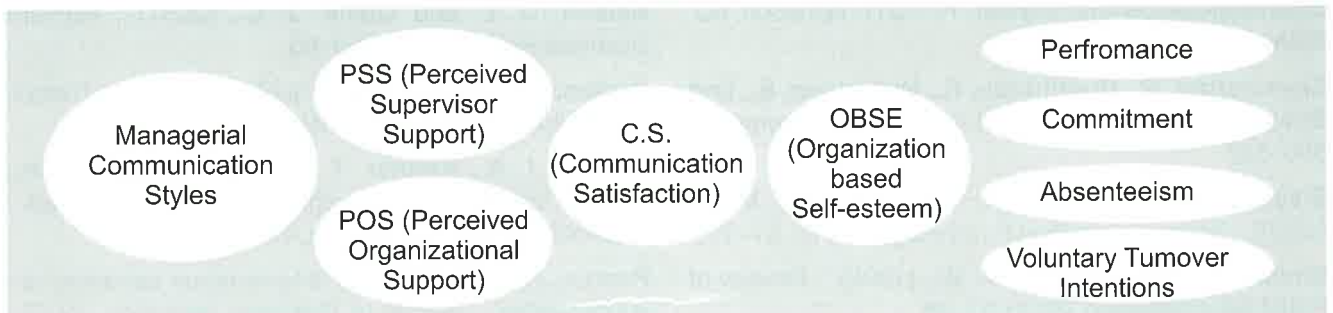 Managerial
Communication
Styles
PSS (Perceived
Supervisor
Support)
POS (Perceived
Organizational
Support)
C.S.
(Communication
Satisfaction)
OBSE
(Organization
based
Self-esteem)
Perfromance
Commitment
Absenteeism
Voluntary Tumover
Intentions